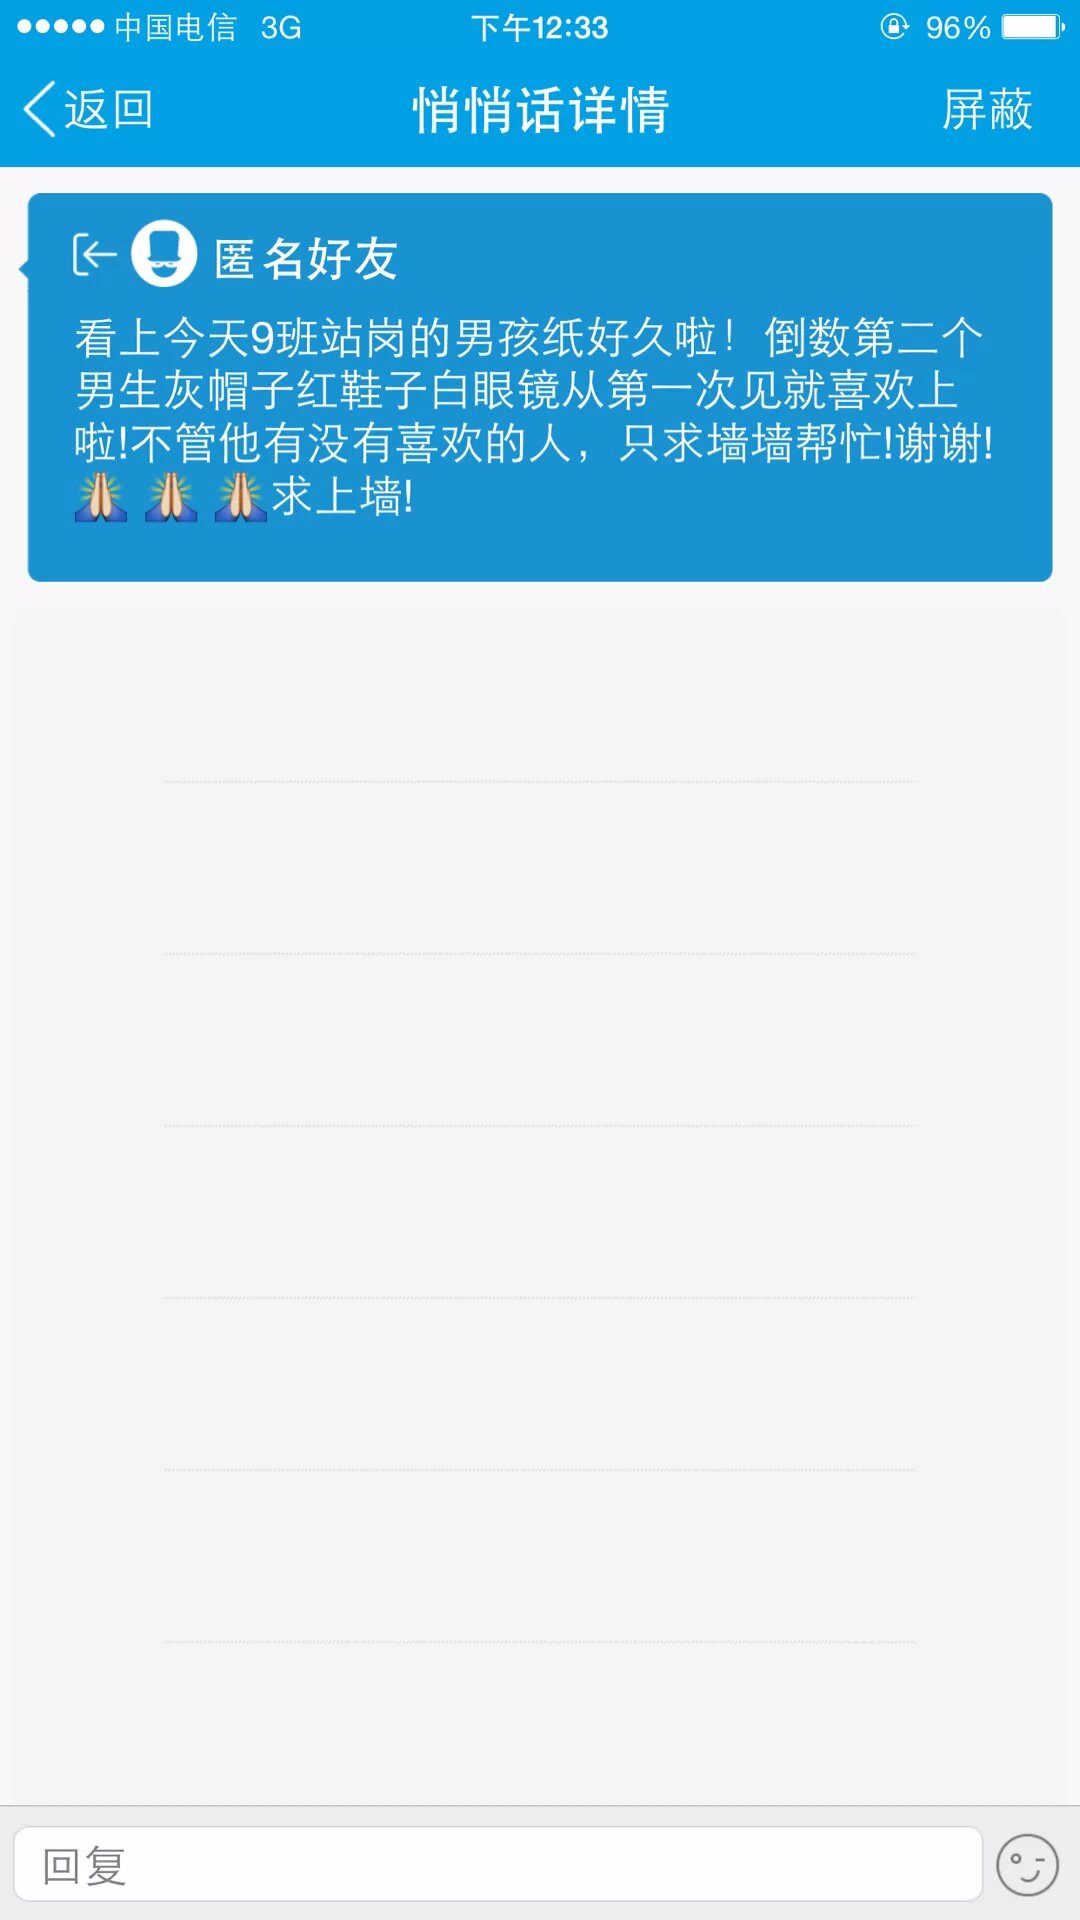 中国电信 3G 下午12:33 96%
返回 悄悄话详情 屏蔽
匿名好友
看上今天9班站岗的男孩纸好久啦！倒数第二个
男生灰帽子红鞋子白眼镜从第一次见就喜欢上
啦!不管他有没有喜欢的人，只求墙墙帮忙!谢谢!
🙏 🙏 🙏求上墙!
回复